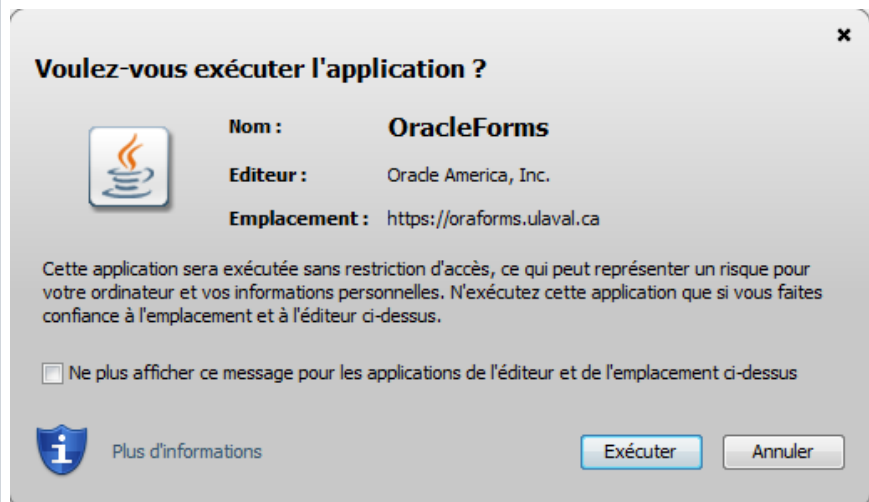 Voulez-vous exécuter l'application ?
Nom : OracleForms
Editeur : Oracle America, Inc.
Emplacement : https://oraforms.ulaval.ca
Cette application sera exécutée sans restriction d'accès, ce qui peut représenter un risque pour
votre ordinateur et vos informations personnelles. N'exécutez cette application que si vous faites
confiance à l'emplacement et à l'éditeur ci-dessus.
Ne plus afficher ce message pour les applications de l'éditeur et de l'emplacement ci-dessus
Plus d'informations
Exécuter
Annuler